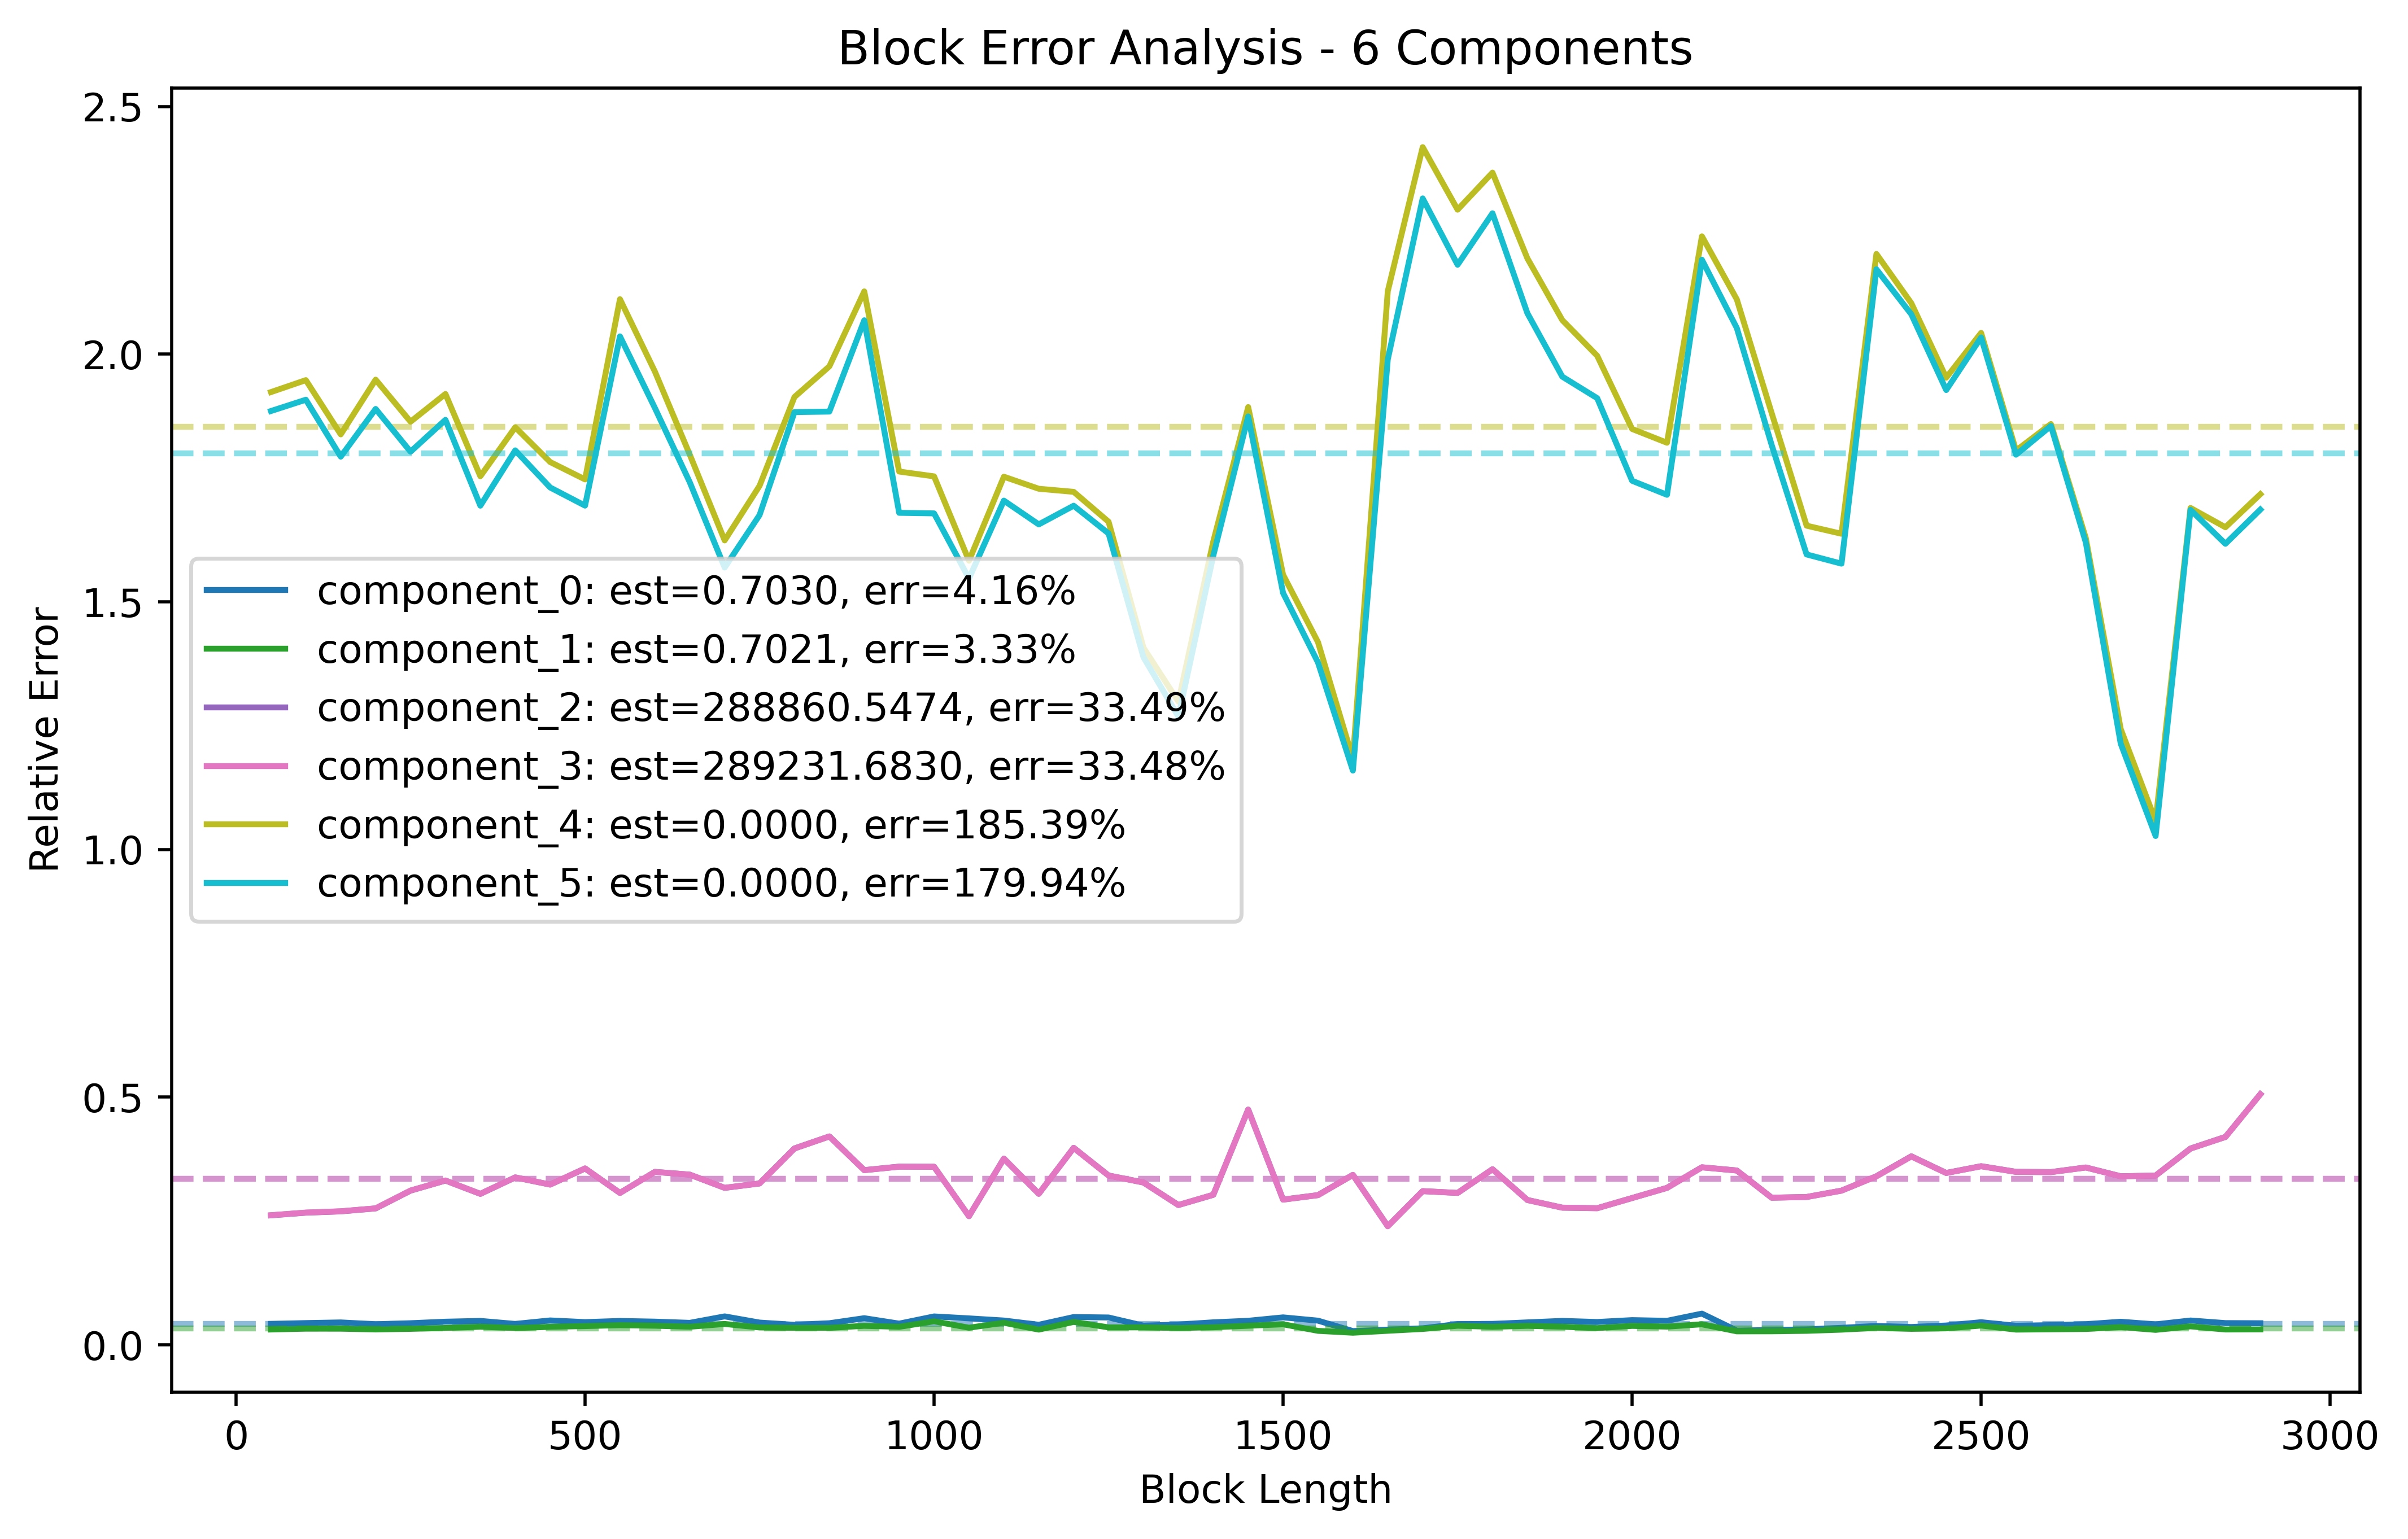 Block Error Analysis - 6 Components
2.5
2.0
1.5
1.0
0.5
0.0
Relative Error
component_0: est=0.7030, err=4.16%
component_1: est=0.7021, err=3.33%
component_2: est=288860.5474, err=33.49%
component_3: est=289231.6830, err=33.48%
component_4: est=0.0000, err=185.39%
component_5: est=0.0000, err=179.94%
0 500 1000 1500 2000 2500 3000
Block Length